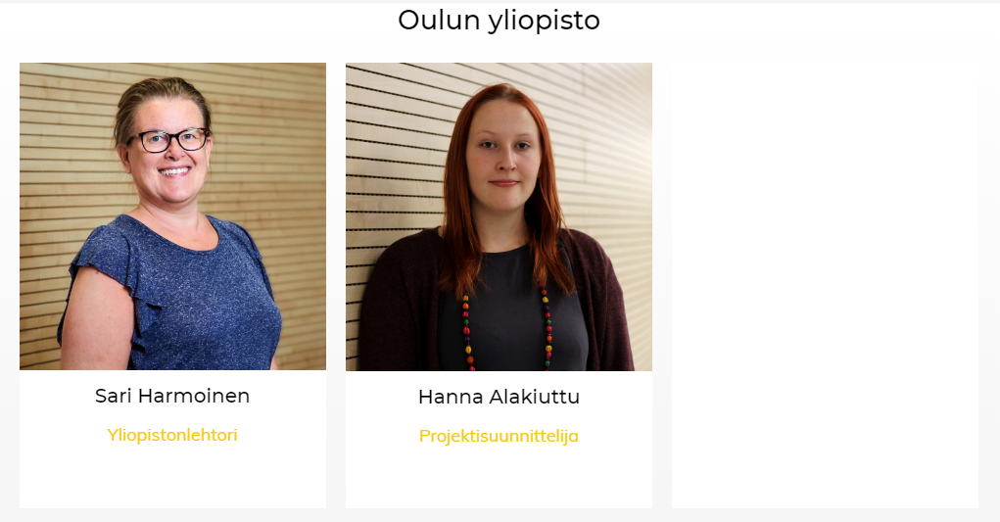 Oulun yliopisto
Sari Harmoinen
Yliopistonlehtori
Hanna Alakiuttu
Projektisuunnittelija